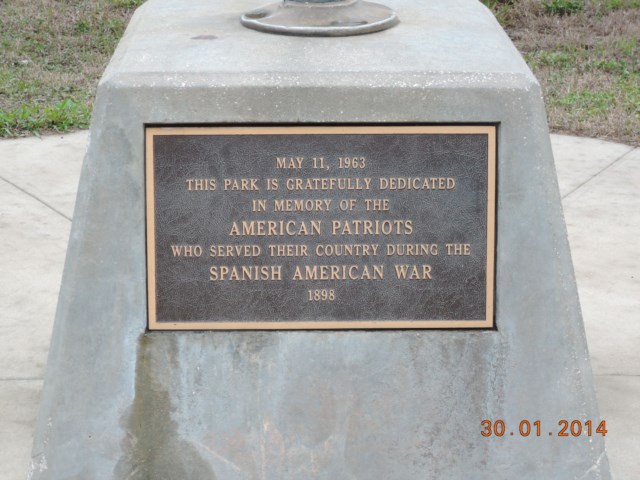 MAY 11, 1963
THIS PARK IS GRATEFULLY DEDICATED
IN MEMORY OF THE
AMERICAN PATRIOTS
WHO SERVED THEIR COUNTRY DURING THE
SPANISH AMERICAN WAR
1898
30.01.2014